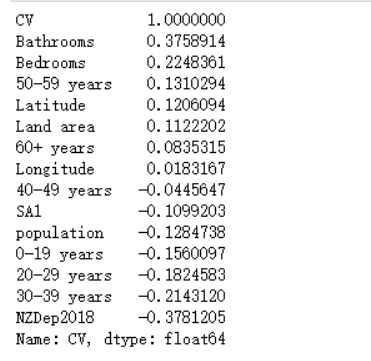 CV 1.0000000
Bathrooms 0.3758914
Bedrooms 0.2248361
50-59 years 0.1310294
Latitude 0.1206094
Land area 0.1122202
60+ years 0.0835315
Longitude 0.0183167
40-49 years -0.0445647
SA1 -0.1099203
population -0.1284738
0-19 years -0.1560097
20-29 years -0.1824583
30-39 years -0.2143120
NZDep2018 -0.3781205
Name: CV, dtype: float64